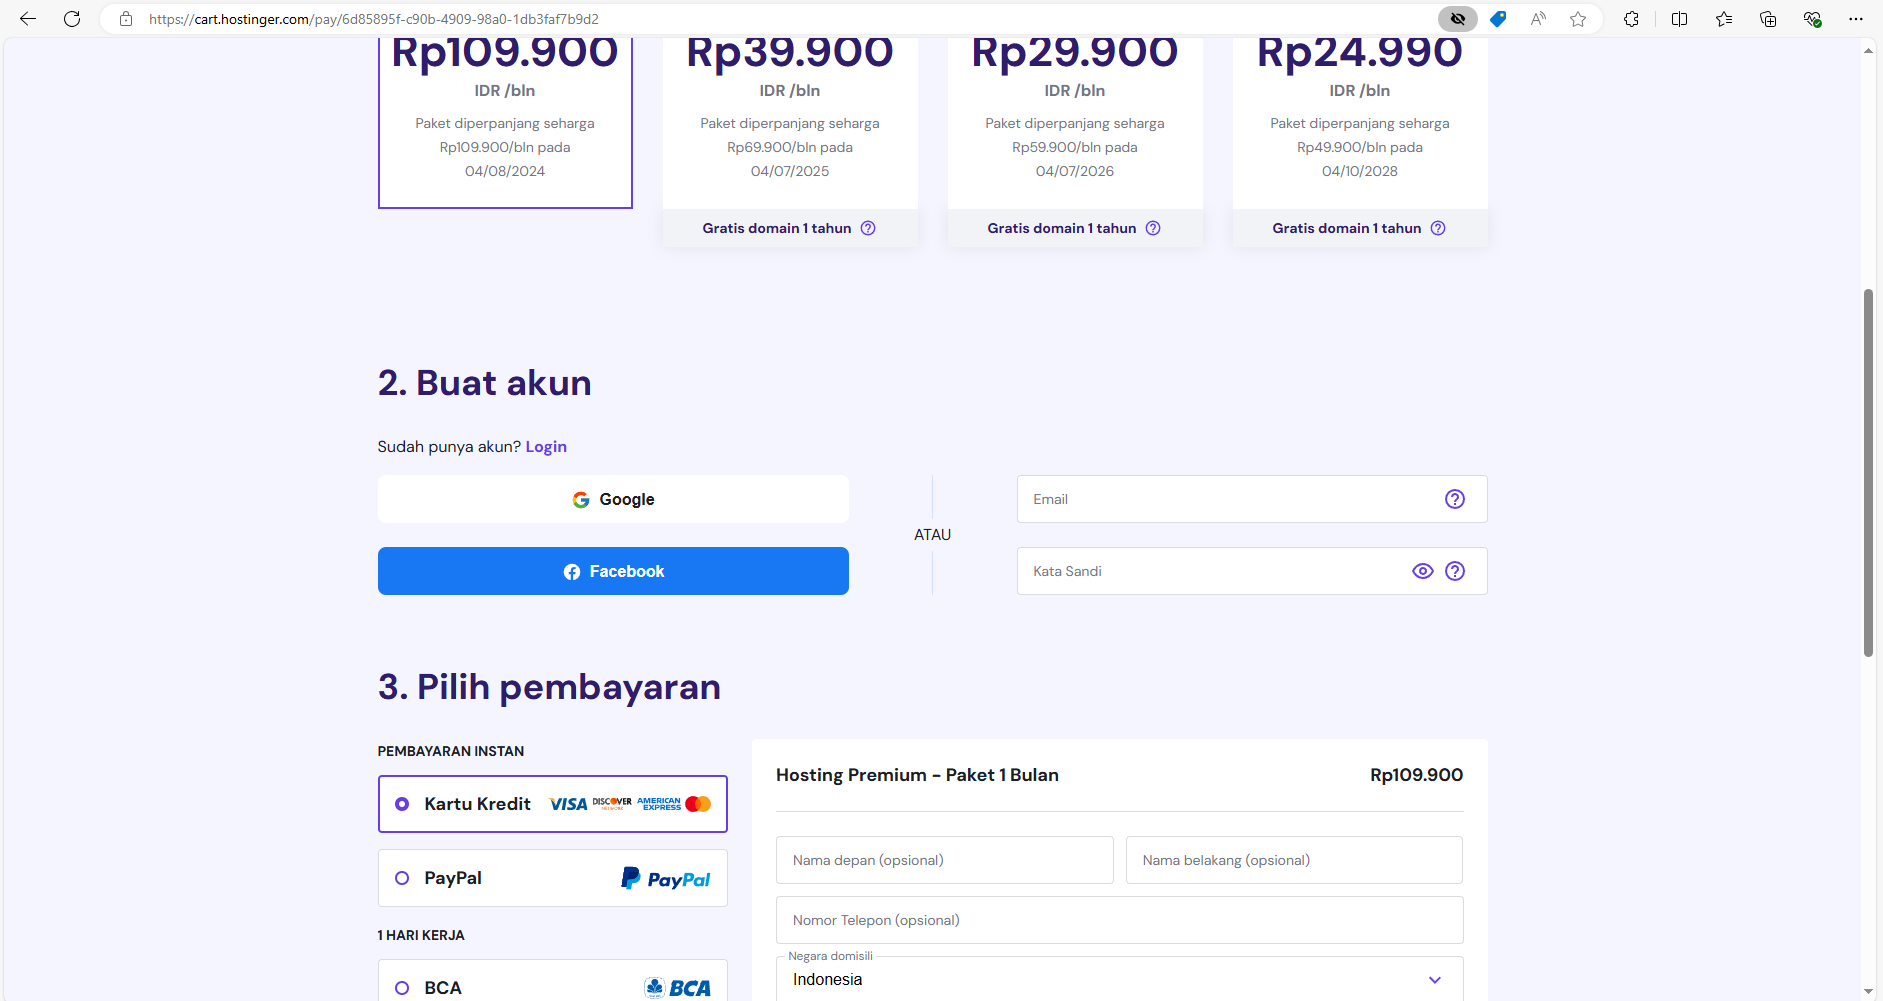 https://cart.hostinger.com/pay/6d85895f-c90b-4909-98a0-1db3faf7b9d2
Rp109.900
IDR /bln
Paket diperpanjang seharga
Rp109.900/bln pada
04/08/2024
Rp39.900
IDR /bln
Paket diperpanjang seharga
Rp69.900/bln pada
04/07/2025
Gratis domain 1 tahun
Rp29.900
IDR /bln
Paket diperpanjang seharga
Rp59.900/bln pada
04/07/2026
Gratis domain 1 tahun
Rp24.990
IDR /bln
Paket diperpanjang seharga
Rp49.900/bln pada
04/10/2028
Gratis domain 1 tahun
2. Buat akun
Sudah punya akun? Login
Google
Facebook
ATAU
Email
Kata Sandi
3. Pilih pembayaran
PEMBAYARAN INSTAN
Kartu Kredit VISA DISCOVER NETWORK AMERICAN EXPRESS
PayPal PayPal
1 HARI KERJA
BCA BCA
Hosting Premium - Paket 1 Bulan Rp109.900
Nama depan (opsional) Nama belakang (opsional)
Nomor Telepon (opsional)
Negara domisili
Indonesia